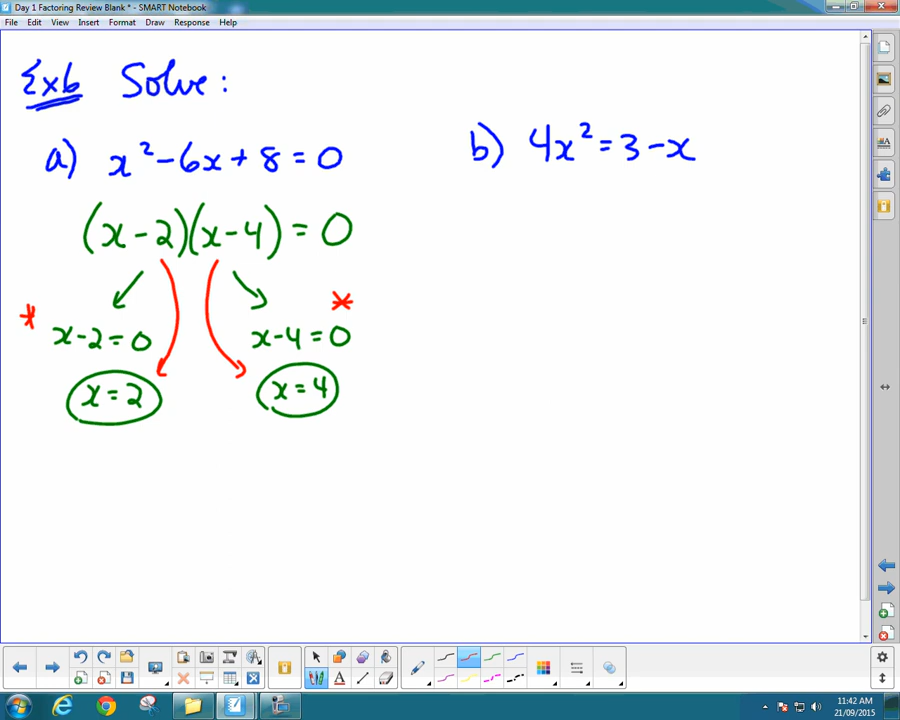 Day 1 Factoring Review Blank * - SMART Notebook
File Edit View Insert Format Draw Response Help
Ex6 Solve:
a) x² - 6x + 8 = 0
(x - 2)(x - 4) = 0
* x - 2 = 0
x = 2
* x - 4 = 0
x = 4
b) 4x² = 3 - x
11:42 AM
21/09/2015